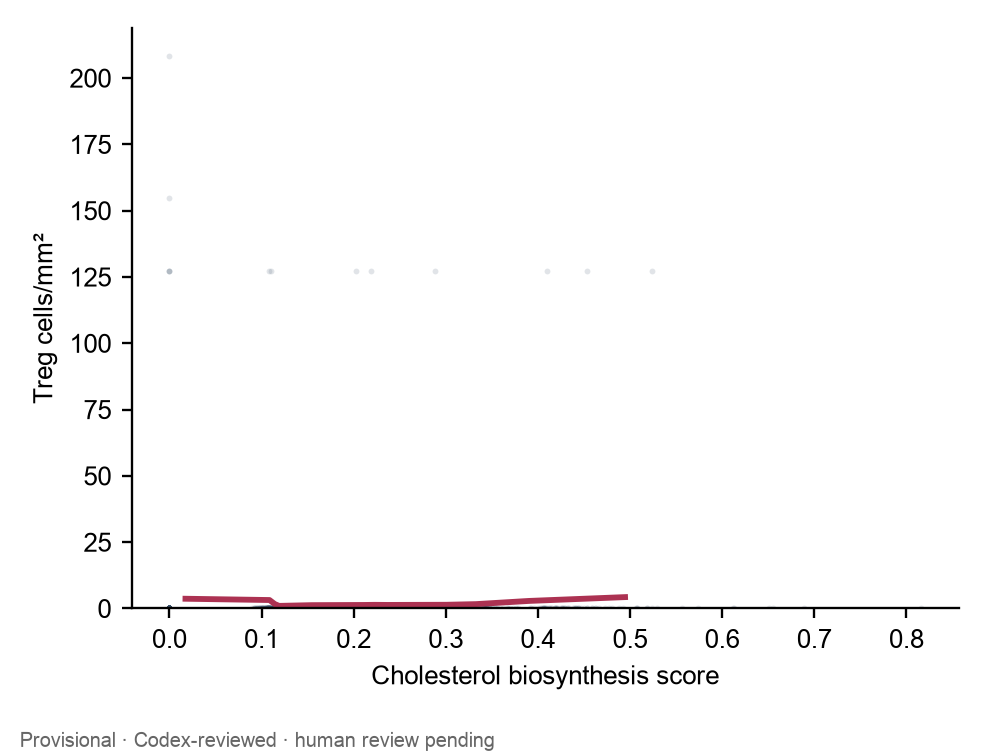 200
175
150
125
100
75
50
25
0
Treg cells/mm²
0.0 0.1 0.2 0.3 0.4 0.5 0.6 0.7 0.8
Cholesterol biosynthesis score
Provisional · Codex-reviewed · human review pending